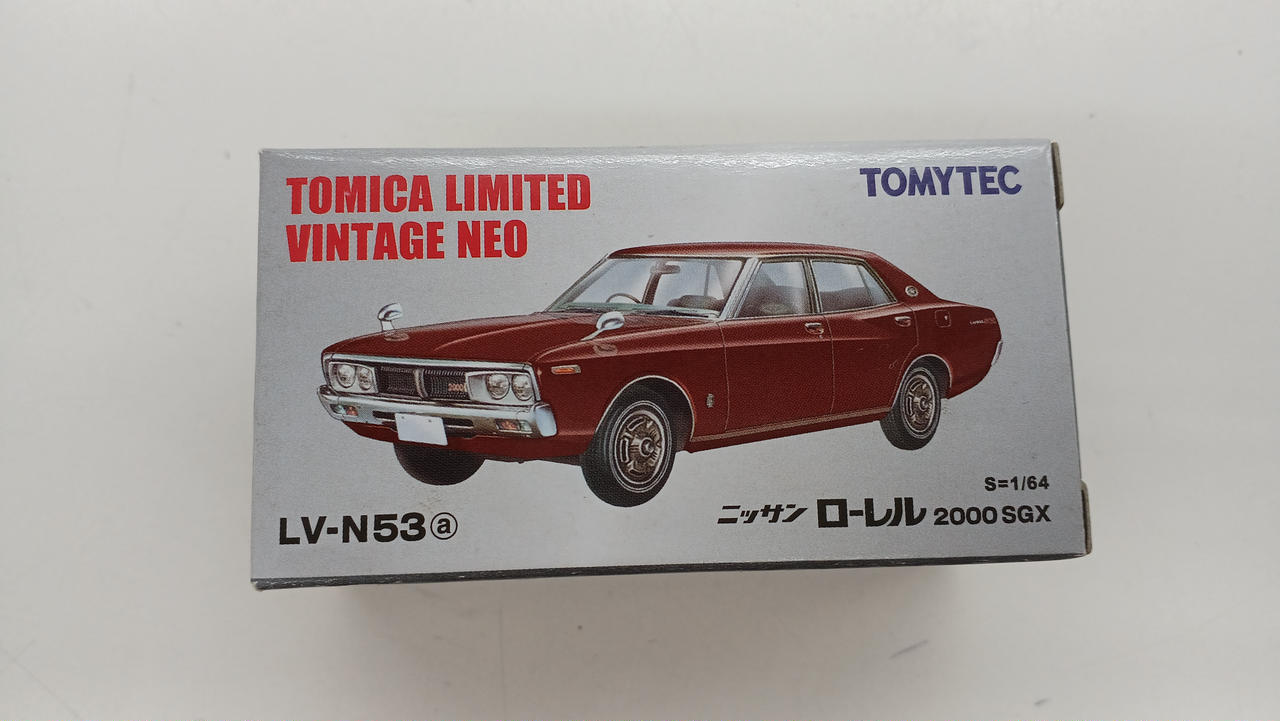 TOMICA LIMITED
VINTAGE NEO
TOMYTEC
2000
S=1/64
LV-N53ⓐ
ニッサン ローレル 2000 SGX